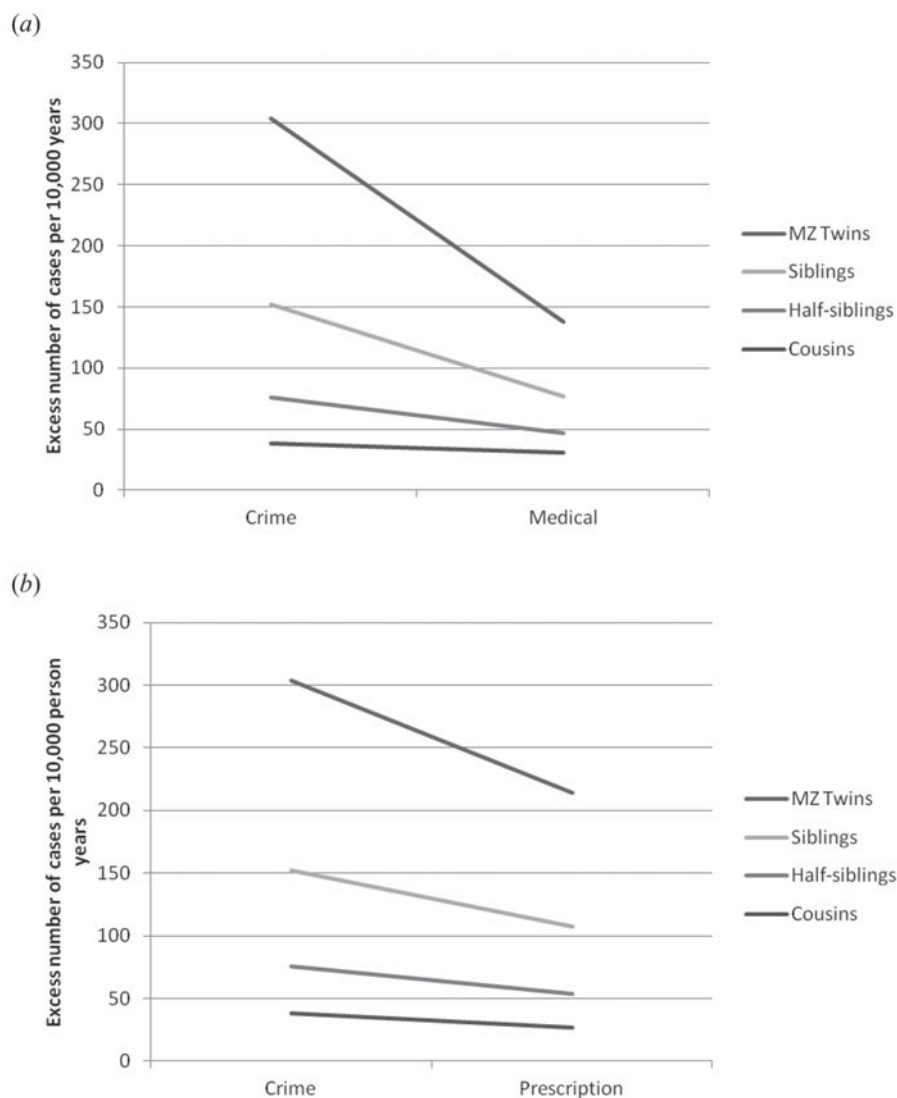 (a)
Excess number of cases per 10,000 years
350
300
250
200
150
100
50
0
Crime
Medical
MZ Twins
Siblings
Half-siblings
Cousins
(b)
Excess number of cases per 10,000 person
years
350
300
250
200
150
100
50
0
Crime
Prescription
MZ Twins
Siblings
Half-siblings
Cousins